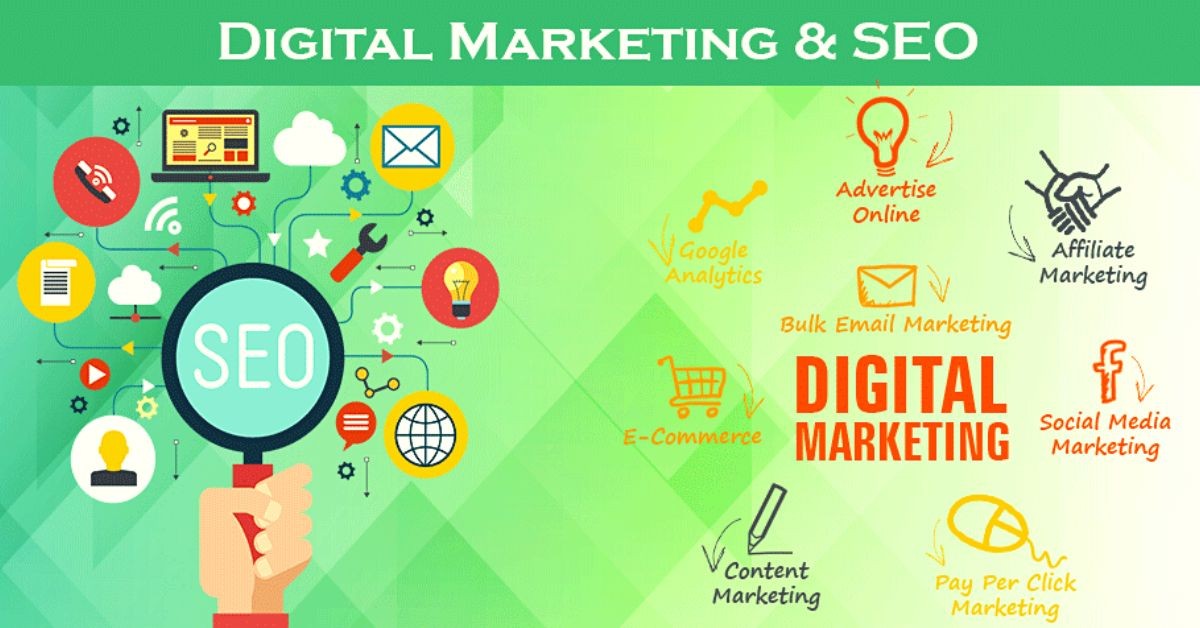 DIGITAL MARKETING & SEO
SEO
Advertise
Online
Google
Analytics
Affiliate
Marketing
Bulk Email Marketing
E-Commerce
DIGITAL
MARKETING
Social Media
Marketing
Content
Marketing
Pay Per Click
Marketing